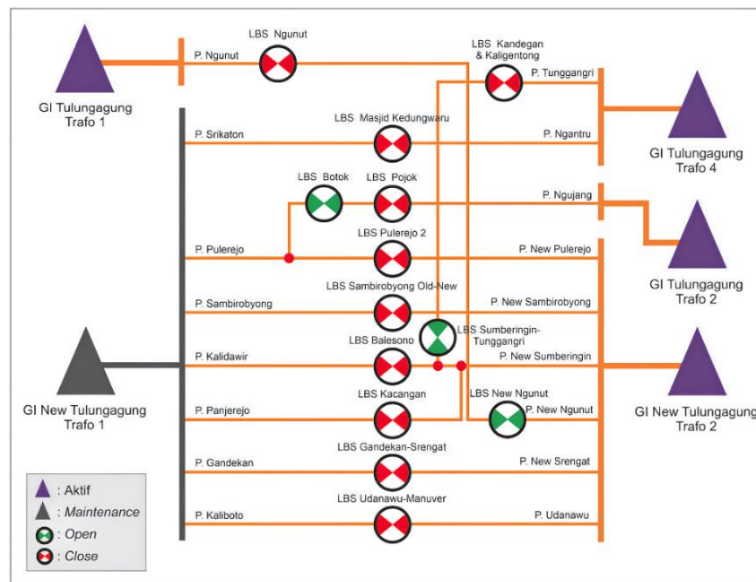 LBS Ngunut
P. Ngunut
GI Tulungagung
Trafo 1
LBS Kandegan
& Kaligentong
P. Tunggangri
LBS Masjid Kedungwaru
P. Srikaton
P. Ngantru
GI Tulungagung
Trafo 4
LBS Botok
LBS Pojok
P. Ngujang
LBS Pulerejo 2
P. Pulerejo
P. New Pulerejo
GI Tulungagung
Trafo 2
LBS Sambirobyong Old-New
P. Sambirobyong
P. New Sambirobyong
LBS Sumberingin-
Tunggangri
LBS Balesono
P. Kalidawir
P. New Sumberingin
GI New Tulungagung
Trafo 1
GI New Tulungagung
Trafo 2
LBS Kacangan
LBS New Ngunut
P. Panjerejo
P. New Ngunut
LBS Gandekan-Srengat
P. Gandekan
P. New Srengat
LBS Udanawu-Manuver
P. Kaliboto
P. Udanawu
: Aktif
: Maintenance
: Open
: Close